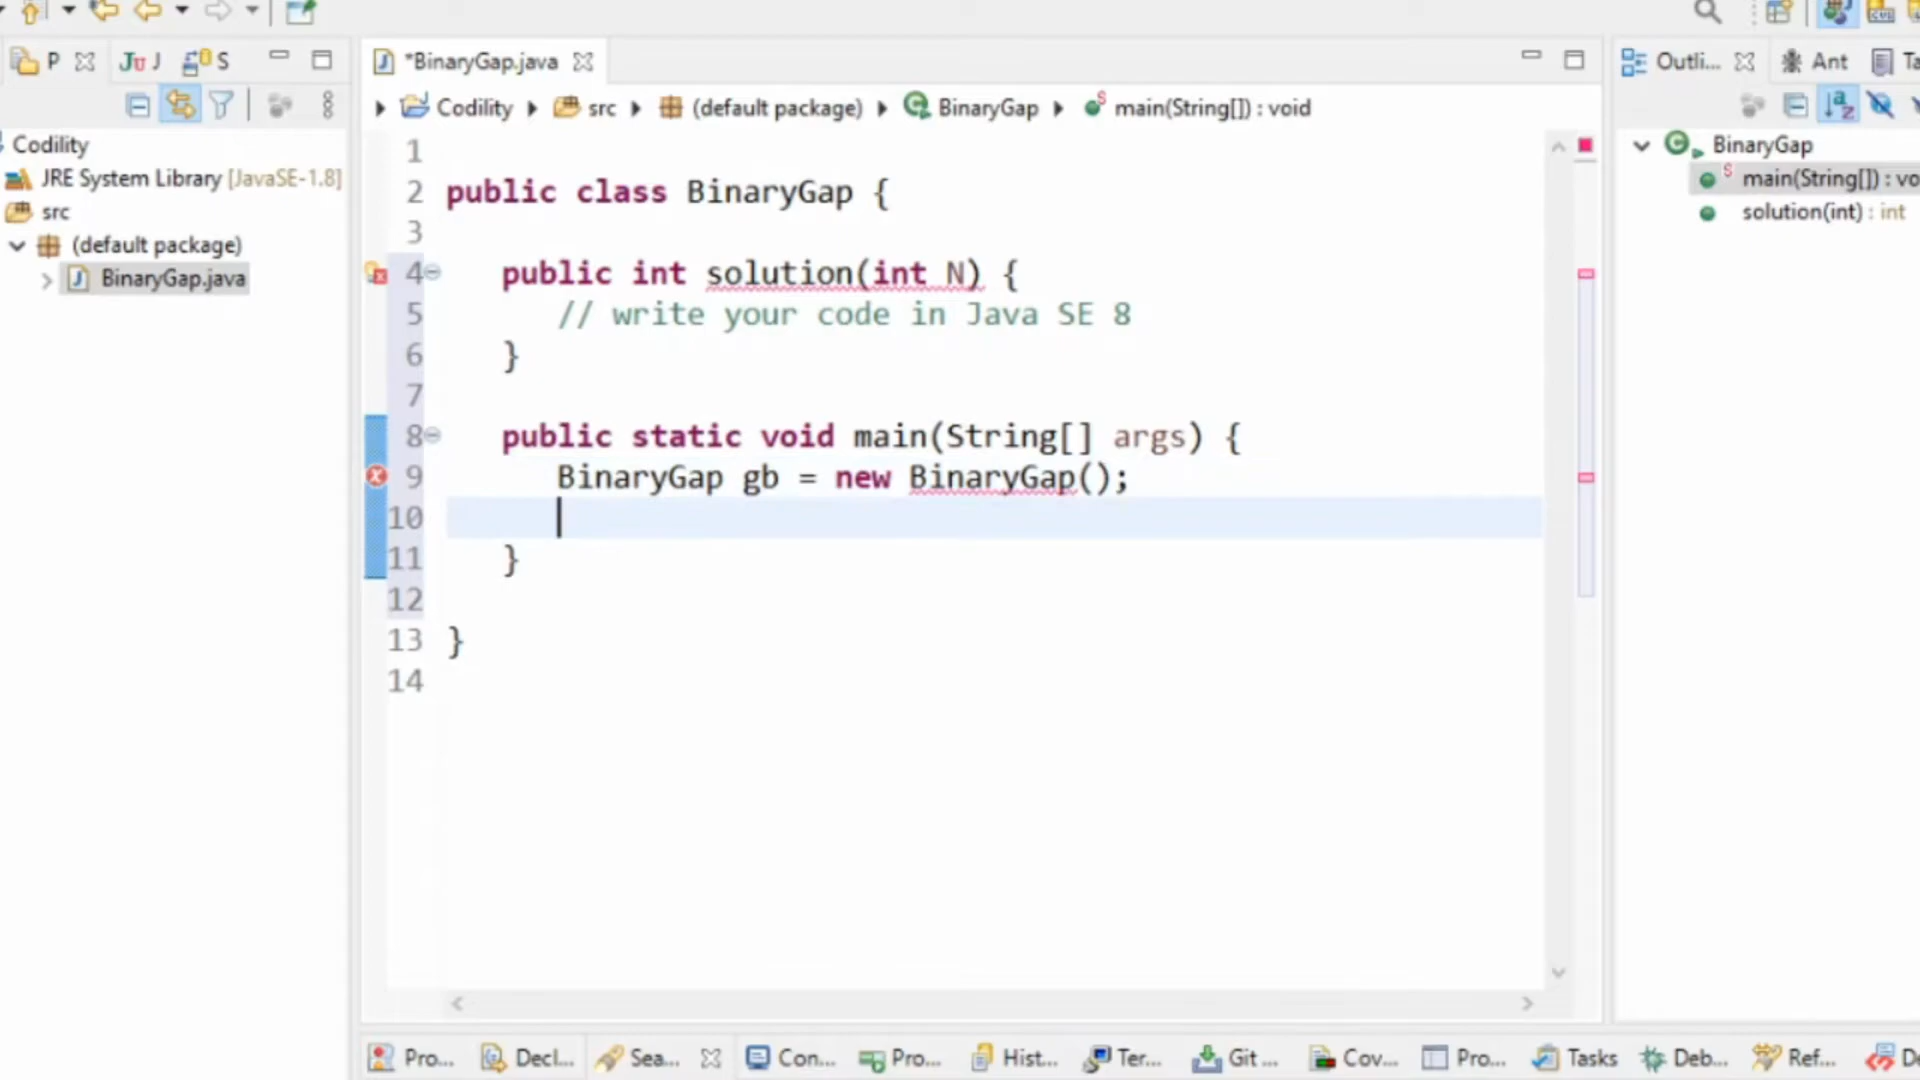 P
JU J
S
Codility
JRE System Library [JavaSE-1.8]
src
(default package)
BinaryGap.java
*BinaryGap.java
Codility src (default package) BinaryGap main(String[]) : void
1
2 public class BinaryGap {
3
4 public int solution(int N) {
5 // write your code in Java SE 8
6 }
7
8 public static void main(String[] args) {
9 BinaryGap gb = new BinaryGap();
10
11 }
12
13 }
14
Outli... Ant Ta
BinaryGap
main(String[]) : vo
solution(int) : int
Pro... Decl... Sea... Con... Pro... Hist... Ter... Git ... Cov... Pro... Tasks Deb... Ref... De